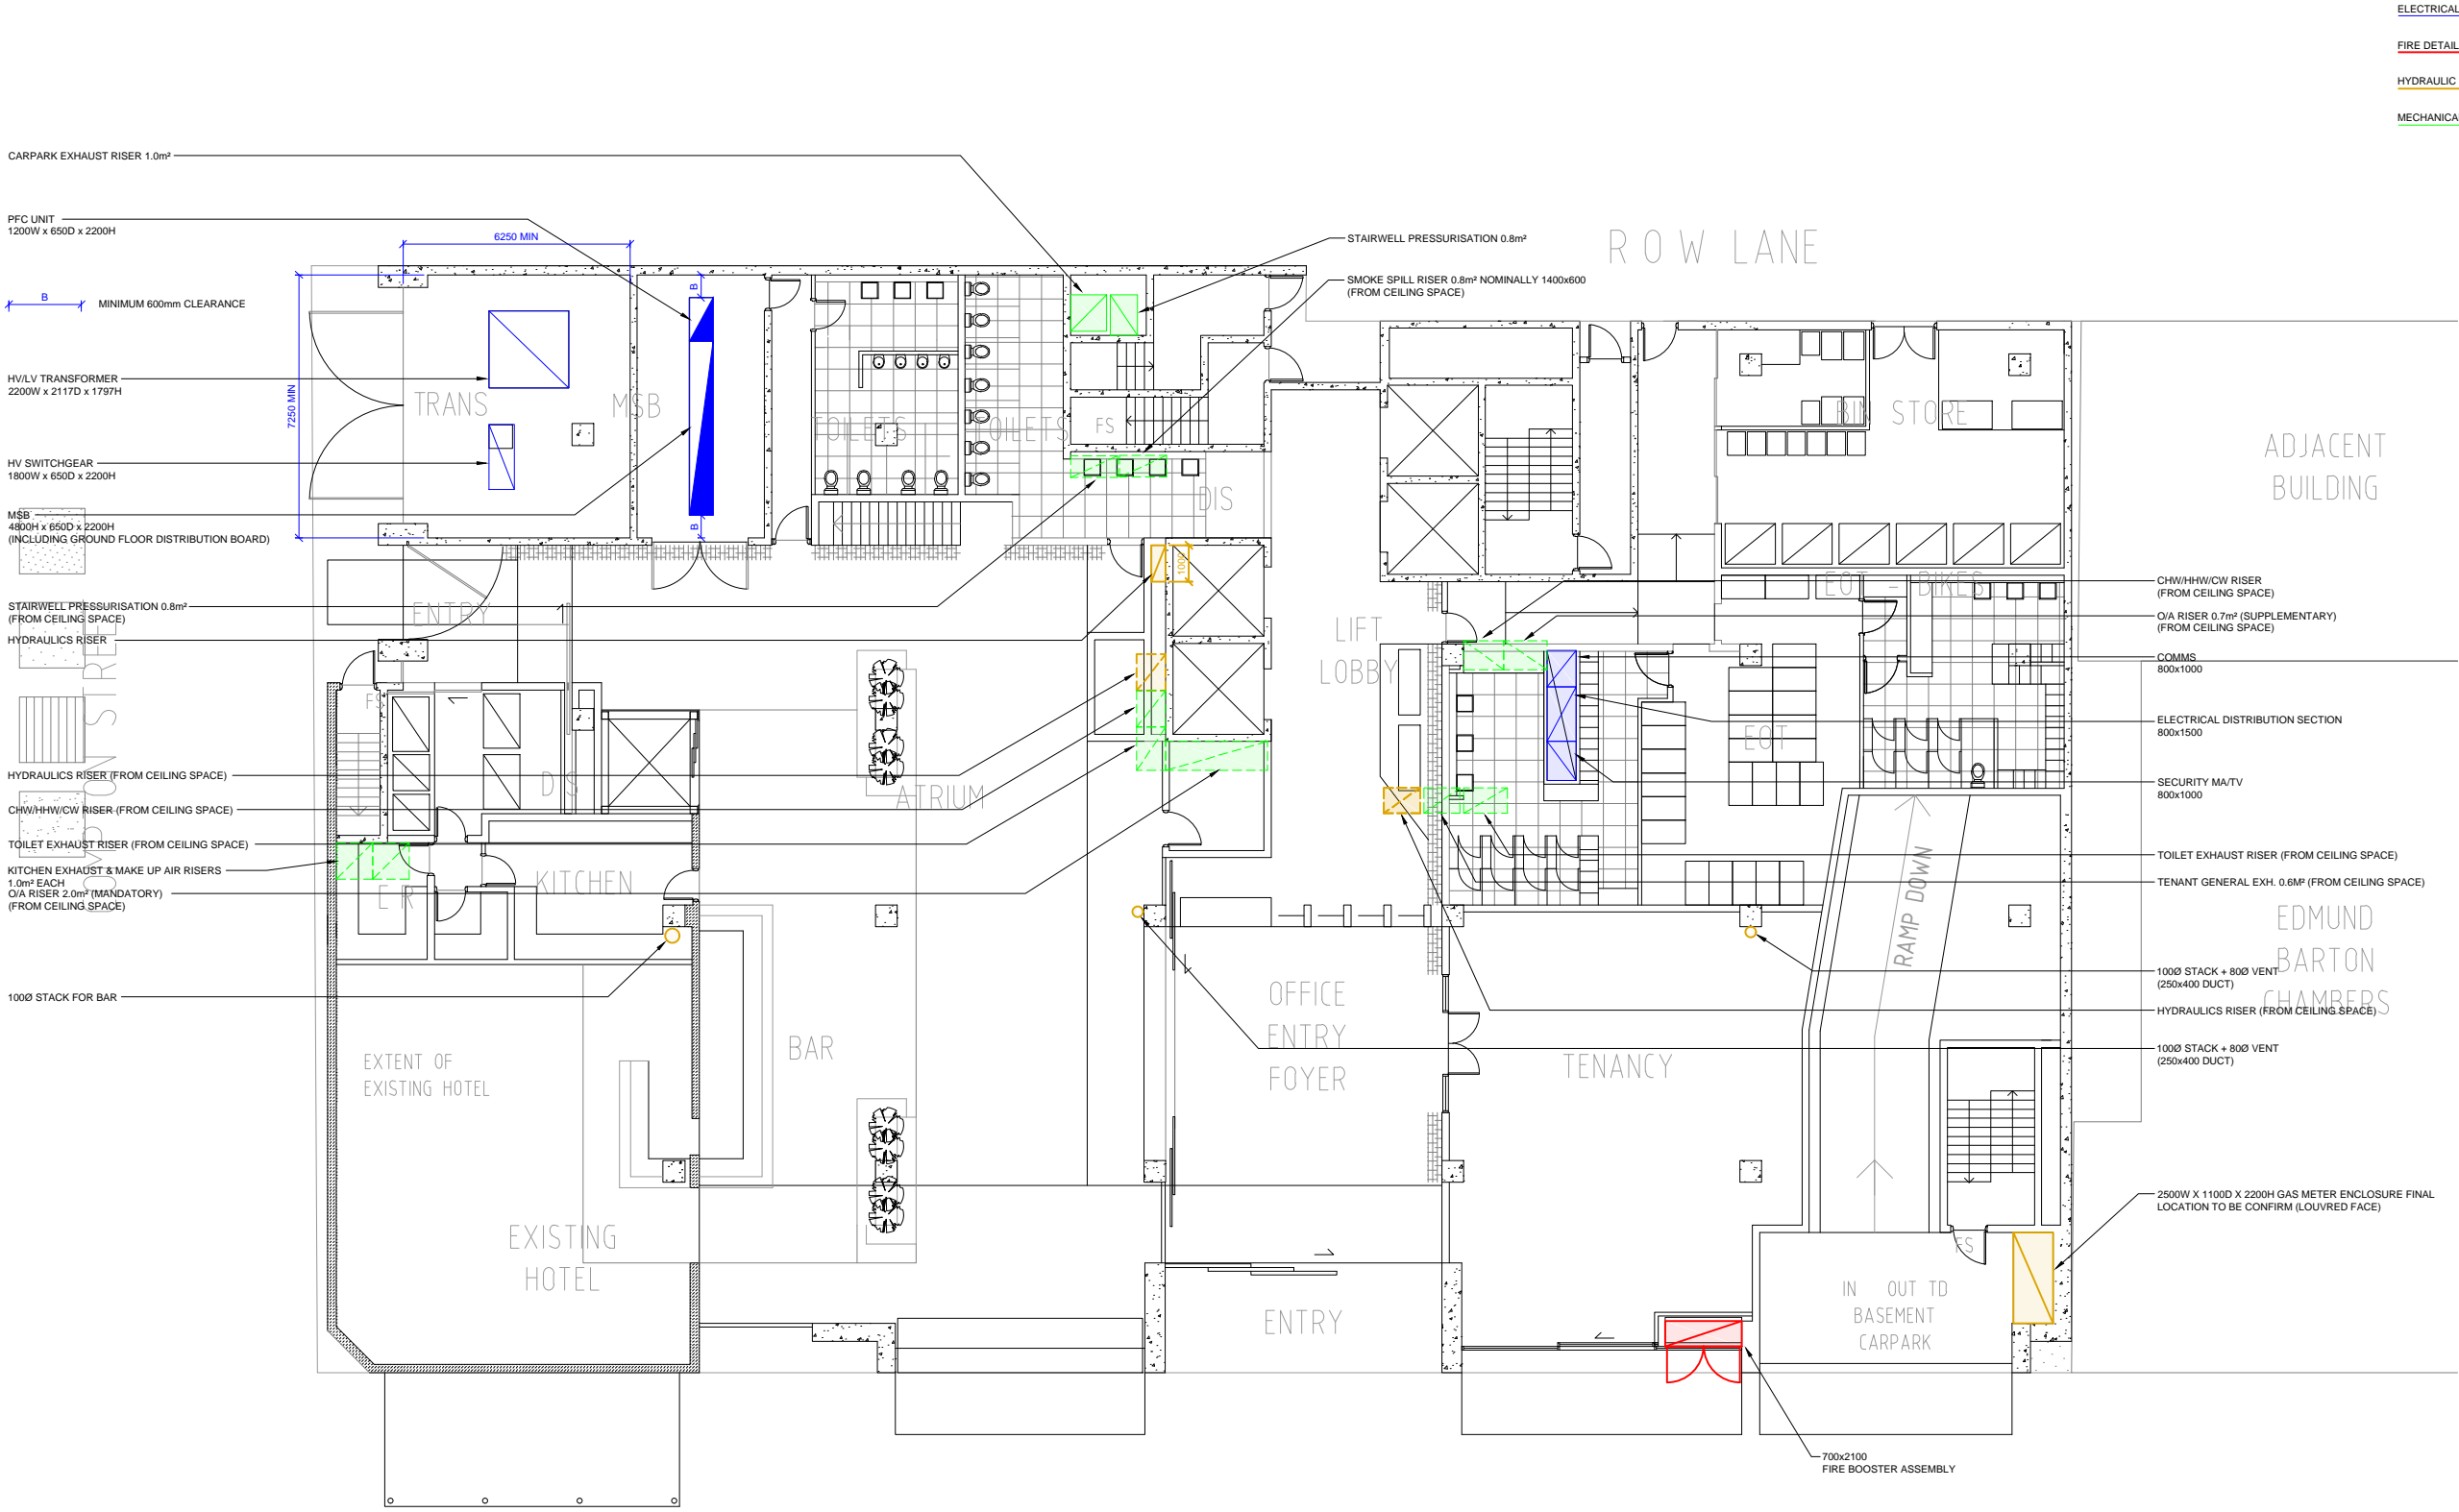 ELECTRICAL
FIRE DETAIL
HYDRAULIC
MECHANICA
CARPARK EXHAUST RISER 1.0m²
PFC UNIT
1200W x 650D x 2200H
6250 MIN
STAIRWELL PRESSURISATION 0.8m²
ROW LANE
SMOKE SPILL RISER 0.8m² NOMINALLY 1400x600
(FROM CEILING SPACE)
B
B
MINIMUM 600mm CLEARANCE
HV/LV TRANSFORMER
2200W x 2117D x 1797H
7250 MIN
TRANS
MSB
TOILETS
TOILETS
FS
BIN STORE
ADJACENT
BUILDING
HV SWITCHGEAR
1800W x 650D x 2200H
DIS
MSB
4800H x 650D x 2200H
(INCLUDING GROUND FLOOR DISTRIBUTION BOARD)
B
1000
EOT - BIKES
CHW/HHW/CW RISER
(FROM CEILING SPACE)
STAIRWELL PRESSURISATION 0.8m²
(FROM CEILING SPACE)
ENTRY
O/A RISER 0.7m² (SUPPLEMENTARY)
(FROM CEILING SPACE)
HYDRAULICS RISER
LIFT
LOBBY
COMMS
800x1000
FS
ELECTRICAL DISTRIBUTION SECTION
800x1500
EOT
HYDRAULICS RISER (FROM CEILING SPACE)
DIS
ATRIUM
SECURITY MA/TV
800x1000
CHW/HHW/CW RISER (FROM CEILING SPACE)
TOILET EXHAUST RISER (FROM CEILING SPACE)
TOILET EXHAUST RISER (FROM CEILING SPACE)
KITCHEN EXHAUST & MAKE UP AIR RISERS
1.0m² EACH
KITCHEN
TENANT GENERAL EXH. 0.6M² (FROM CEILING SPACE)
O/A RISER 2.0m² (MANDATORY)
(FROM CEILING SPACE)
RAMP DOWN
EDMUND
BARTON
CHAMBERS
100Ø STACK + 80Ø VENT
(250x400 DUCT)
100Ø STACK FOR BAR
OFFICE
ENTRY
FOYER
HYDRAULICS RISER (FROM CEILING SPACE)
BAR
EXTENT OF
EXISTING HOTEL
TENANCY
100Ø STACK + 80Ø VENT
(250x400 DUCT)
2500W X 1100D X 2200H GAS METER ENCLOSURE FINAL
LOCATION TO BE CONFIRM (LOUVRED FACE)
EXISTING
HOTEL
FS
IN OUT TD
BASEMENT
CARPARK
ENTRY
700x2100
FIRE BOOSTER ASSEMBLY